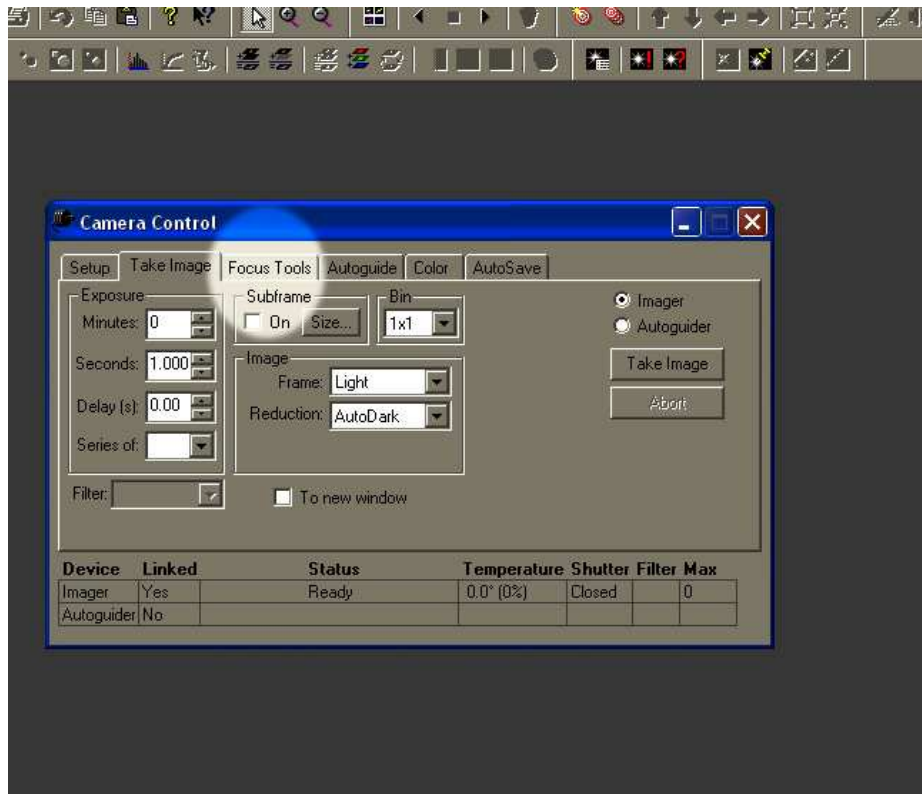 Camera Control
Setup Take Image Focus Tools Autoguide Color AutoSave
Exposure Subframe Bin Imager
Minutes: 0 On Size... 1x1 Autoguider
Seconds: 1.000 Image Take Image
Frame: Light
Delay (s): 0.00 Abort
Reduction: AutoDark
Series of:
Filter: To new window
Device Linked Status Temperature Shutter Filter Max
Imager Yes Ready 0.0° (0%) Closed 0
Autoguider No